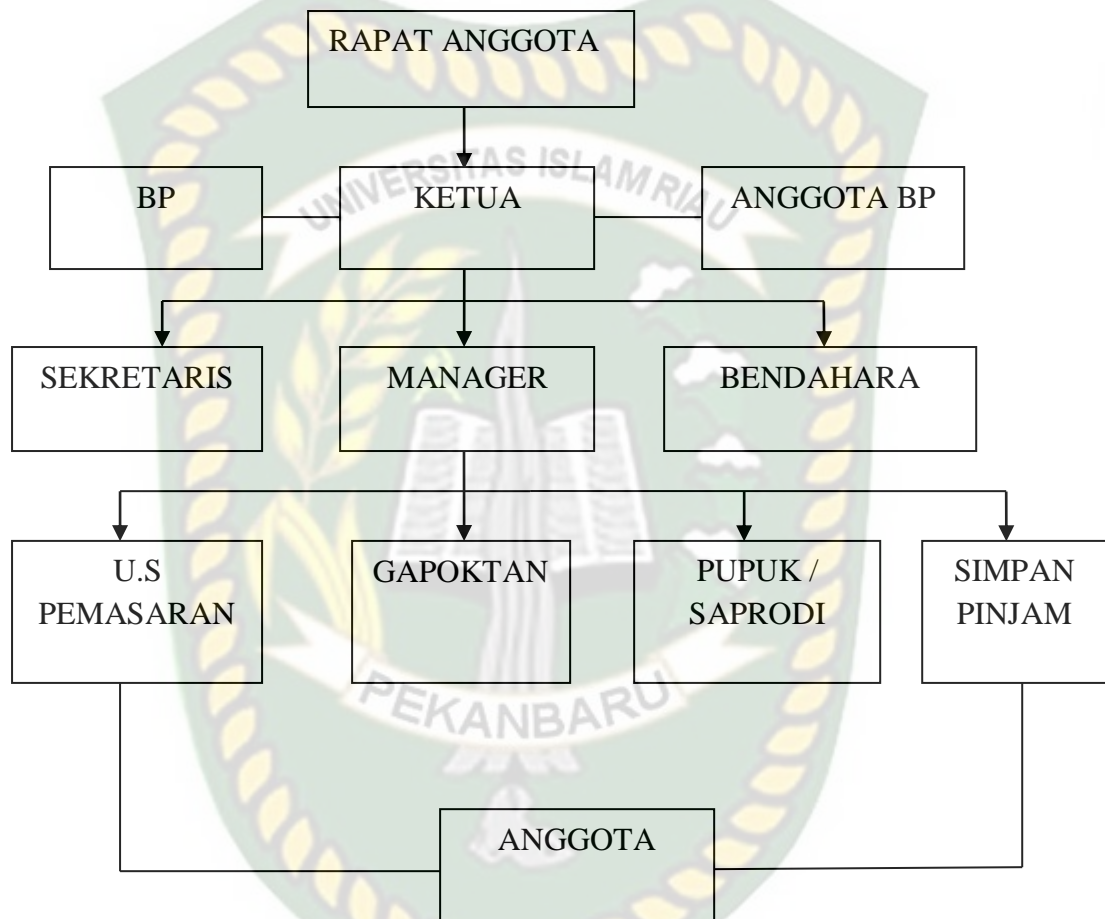 RAPAT ANGGOTA
UNIVERSITAS ISLAM RIAU
BP
KETUA
ANGGOTA BP
SEKRETARIS
MANAGER
BENDAHARA
U.S
PEMASARAN
GAPOKTAN
PUPUK /
SAPRODI
SIMPAN
PINJAM
PEKANBARU
ANGGOTA